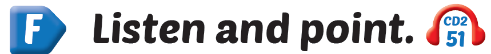 F Listen and point. CD2 51